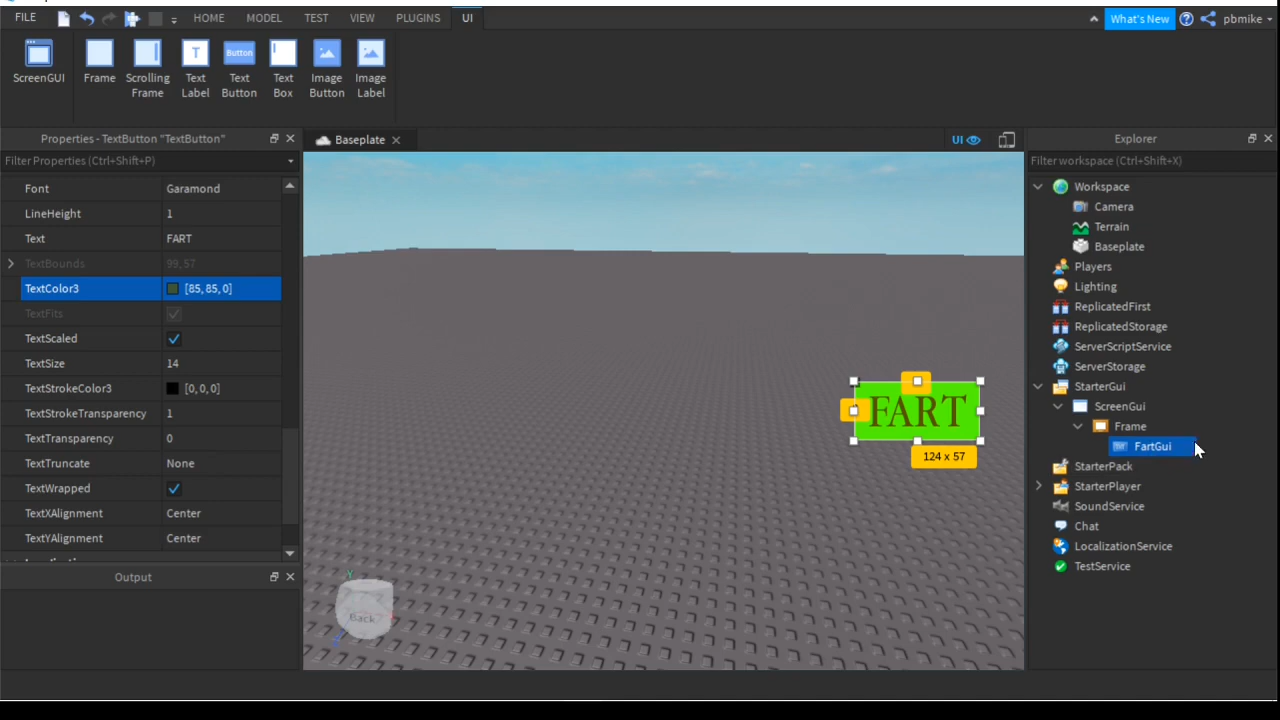 FILE HOME MODEL TEST VIEW PLUGINS UI What's New pbmike
ScreenGUI Frame Scrolling Frame Text Label Button Text Button Text Box Image Button Image Label
T
Properties - TextButton "TextButton"
Filter Properties (Ctrl+Shift+P)
Font Garamond
LineHeight 1
Text FART
TextBounds 99,57
TextColor3 [85,85,0]
TextFits
TextScaled
TextSize 14
TextStrokeColor3 [0,0,0]
TextStrokeTransparency 1
TextTransparency 0
TextTruncate None
TextWrapped
TextXAlignment Center
TextYAlignment Center
Output
Baseplate UI
FART
124 x 57
Y
Back
Explorer
Filter workspace (Ctrl+Shift+X)
Workspace
Camera
Terrain
Baseplate
Players
Lighting
ReplicatedFirst
ReplicatedStorage
ServerScriptService
ServerStorage
StarterGui
ScreenGui
Frame
FartGui
StarterPack
StarterPlayer
SoundService
Chat
LocalizationService
TestService